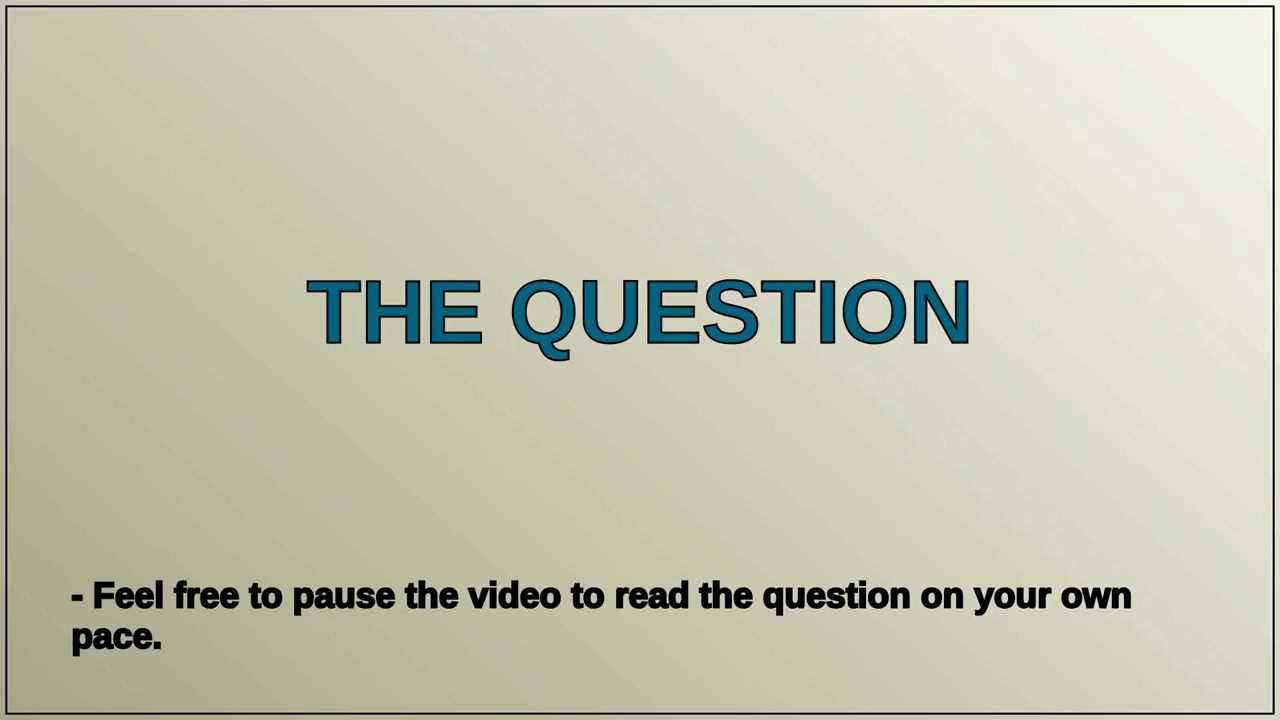 THE QUESTION
- Feel free to pause the video to read the question on your own
pace.